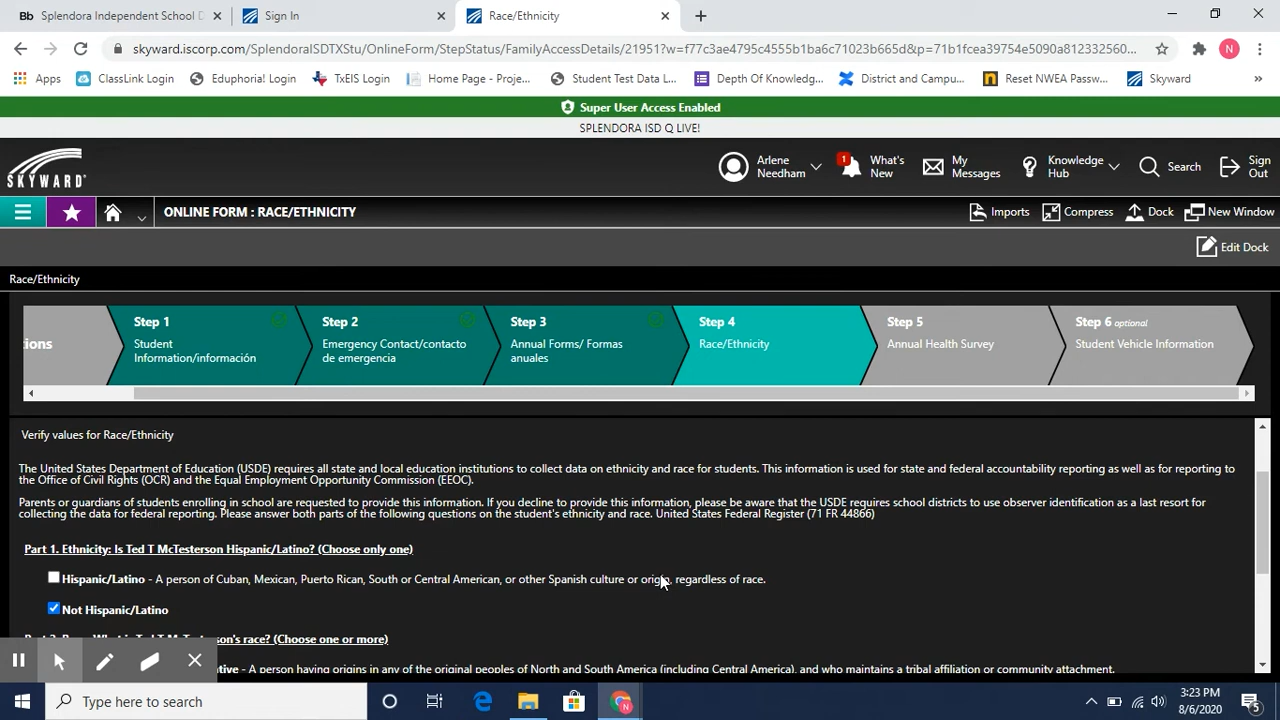 Bb Splendora Independent School D
Sign In
Race/Ethnicity
skyward.iscorp.com/SplendoraISDTXStu/OnlineForm/StepStatus/FamilyAccessDetails/21951?w=f77c3ae4795c4555b1ba6c71023b665d&p=71b1fcea39754e5090a812332560...
N
Apps
ClassLink Login
Eduphoria! Login
TxEIS Login
Home Page - Proje...
Student Test Data L...
Depth Of Knowledg...
District and Campu...
Reset NWEA Passw...
Skyward
»
Super User Access Enabled
SPLENDORA ISD Q LIVE!
SKYWARD
Arlene Needham
1
What's New
My Messages
Knowledge Hub
Search
Sign Out
ONLINE FORM : RACE/ETHNICITY
Imports
Compress
Dock
New Window
Edit Dock
Race/Ethnicity
tions
Step 1
Student
Information/información
Step 2
Emergency Contact/contacto
de emergencia
Step 3
Annual Forms/ Formas
anuales
Step 4
Race/Ethnicity
Step 5
Annual Health Survey
Step 6 optional
Student Vehicle Information
Verify values for Race/Ethnicity
The United States Department of Education (USDE) requires all state and local education institutions to collect data on ethnicity and race for students. This information is used for state and federal accountability reporting as well as for reporting to
the Office of Civil Rights (OCR) and the Equal Employment Opportunity Commission (EEOC).
Parents or guardians of students enrolling in school are requested to provide this information. If you decline to provide this information, please be aware that the USDE requires school districts to use observer identification as a last resort for
collecting the data for federal reporting. Please answer both parts of the following questions on the student's ethnicity and race. United States Federal Register (71 FR 44866)
Part 1. Ethnicity: Is Ted T McTesterson Hispanic/Latino? (Choose only one)
Hispanic/Latino - A person of Cuban, Mexican, Puerto Rican, South or Central American, or other Spanish culture or origin, regardless of race.
Not Hispanic/Latino
son's race? (Choose one or more)
ative - A person having origins in any of the original peoples of North and South America (including Central America), and who maintains a tribal affiliation or community attachment.
Type here to search
N
3:23 PM
8/6/2020
5